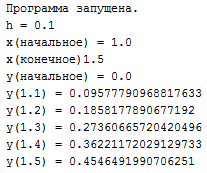 Программа запущена.
h = 0.1
x(начальное) = 1.0
x(конечное)1.5
y(начальное) = 0.0
y(1.1) = 0.09577790968817633
y(1.2) = 0.1858177890677192
y(1.3) = 0.27360665720420496
y(1.4) = 0.36221172029129733
y(1.5) = 0.4546491990706251